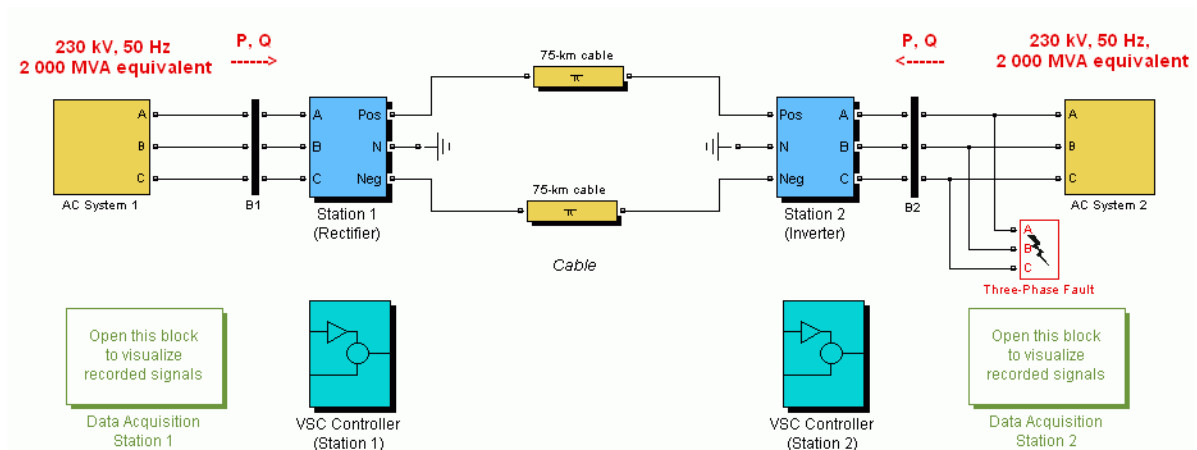 230 kV, 50 Hz
2 000 MVA equivalent
P, Q
------>
75-km cable
π
P, Q
<------
230 kV, 50 Hz,
2 000 MVA equivalent
A
B
C
AC System 1
B1
A
B
C
Pos
N
Neg
Station 1
(Rectifier)
75-km cable
π
Cable
Pos
N
Neg
A
B
C
Station 2
(Inverter)
B2
A
B
C
AC System 2
A
B
C
Three-Phase Fault
Open this block
to visualize
recorded signals
Data Acquisition
Station 1
VSC Controller
(Station 1)
VSC Controller
(Station 2)
Open this block
to visualize
recorded signals
Data Acquisition
Station 2